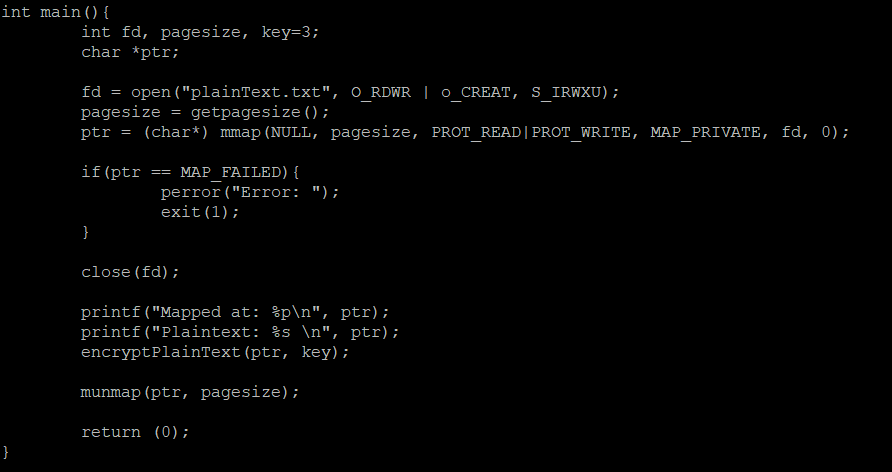 int main(){
int fd, pagesize, key=3;
char *ptr;
fd = open("plainText.txt", O_RDWR | o_CREAT, S_IRWXU);
pagesize = getpagesize();
ptr = (char*) mmap(NULL, pagesize, PROT_READ|PROT_WRITE, MAP_PRIVATE, fd, 0);
if(ptr == MAP_FAILED){
perror("Error: ");
exit(1);
}
close(fd);
printf("Mapped at: %p\n", ptr);
printf("Plaintext: %s \n", ptr);
encryptPlainText(ptr, key);
munmap(ptr, pagesize);
return (0);
}